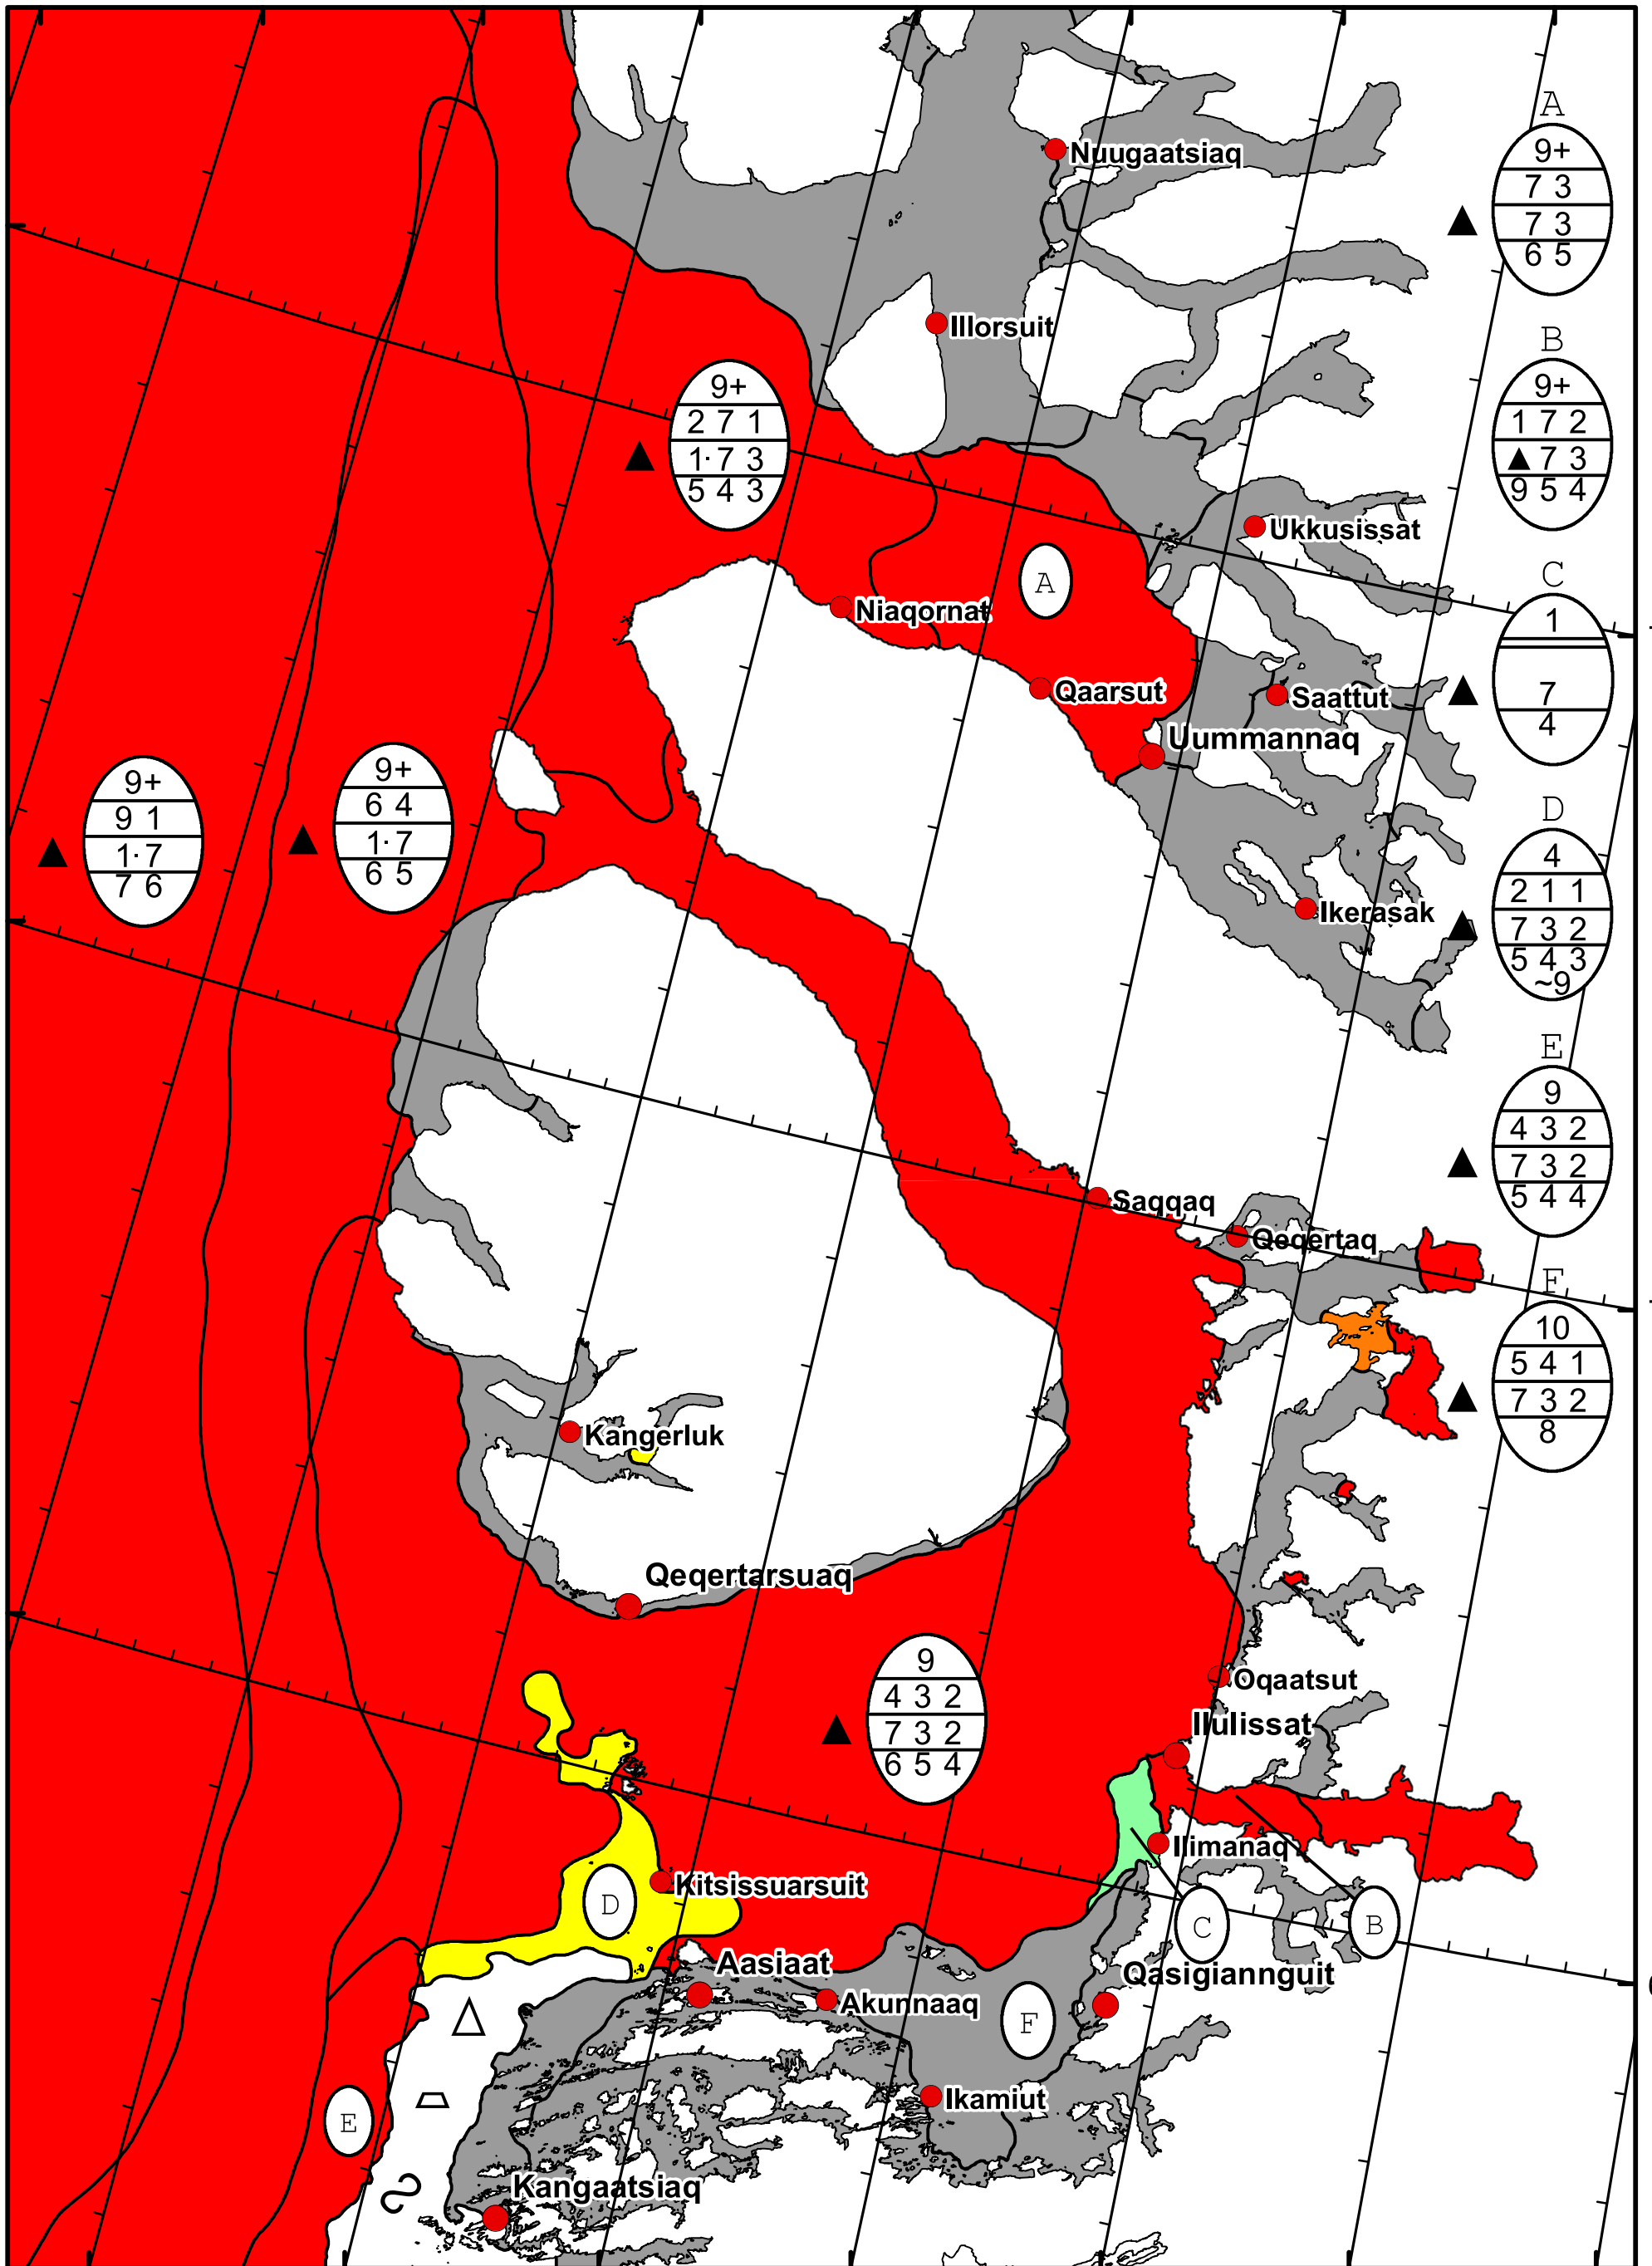 A
9+
7 3
7 3
6 5
Nuugaatsiaq
Illorsuit
B
9+
1 7 2
▲ 7 3
9 5 4
9+
2 7 1
1· 7 3
5 4 3
Ukkusissat
A
C
1
7
4
Niaqornat
Qaarsut
Saattut
Uummannaq
9+
9 1
1· 7
7 6
9+
6 4
1· 7
6 5
D
4
2 1 1
7 3 2
5 4 3
~9
Ikerasak
E
9
4 3 2
7 3 2
5 4 4
Saqqaq
Qeqertaq
F
10
5 4 1
7 3 2
8
Kangerluk
Qeqertarsuaq
9
4 3 2
7 3 2
6 5 4
Oqaatsut
Ilulissat
Ilimanaq
Kitsissuarsuit
D
C
B
Aasiaat
Qasigiannguit
Akunnaaq
F
Ikamiut
E
Kangaatsiaq